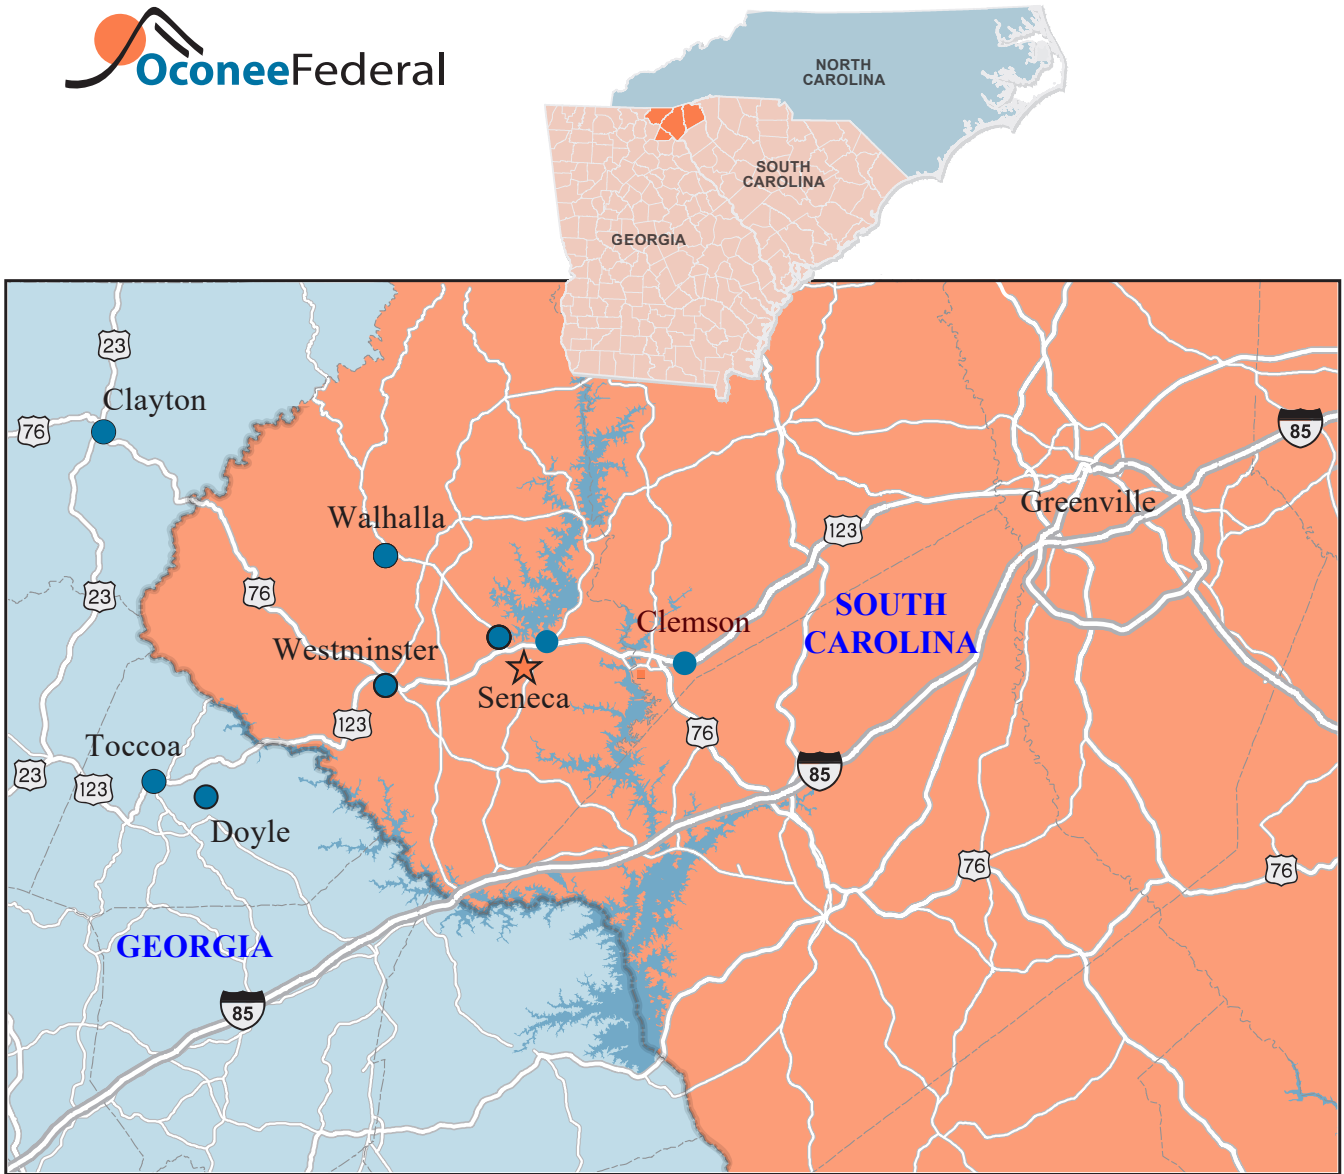 OconeeFederal
NORTH
CAROLINA
SOUTH
CAROLINA
GEORGIA
23
Clayton
76
85
Greenville
Walhalla
123
23
76
SOUTH
CAROLINA
Clemson
Westminster
Seneca
123
76
Toccoa
23
123
85
Doyle
76
76
GEORGIA
85